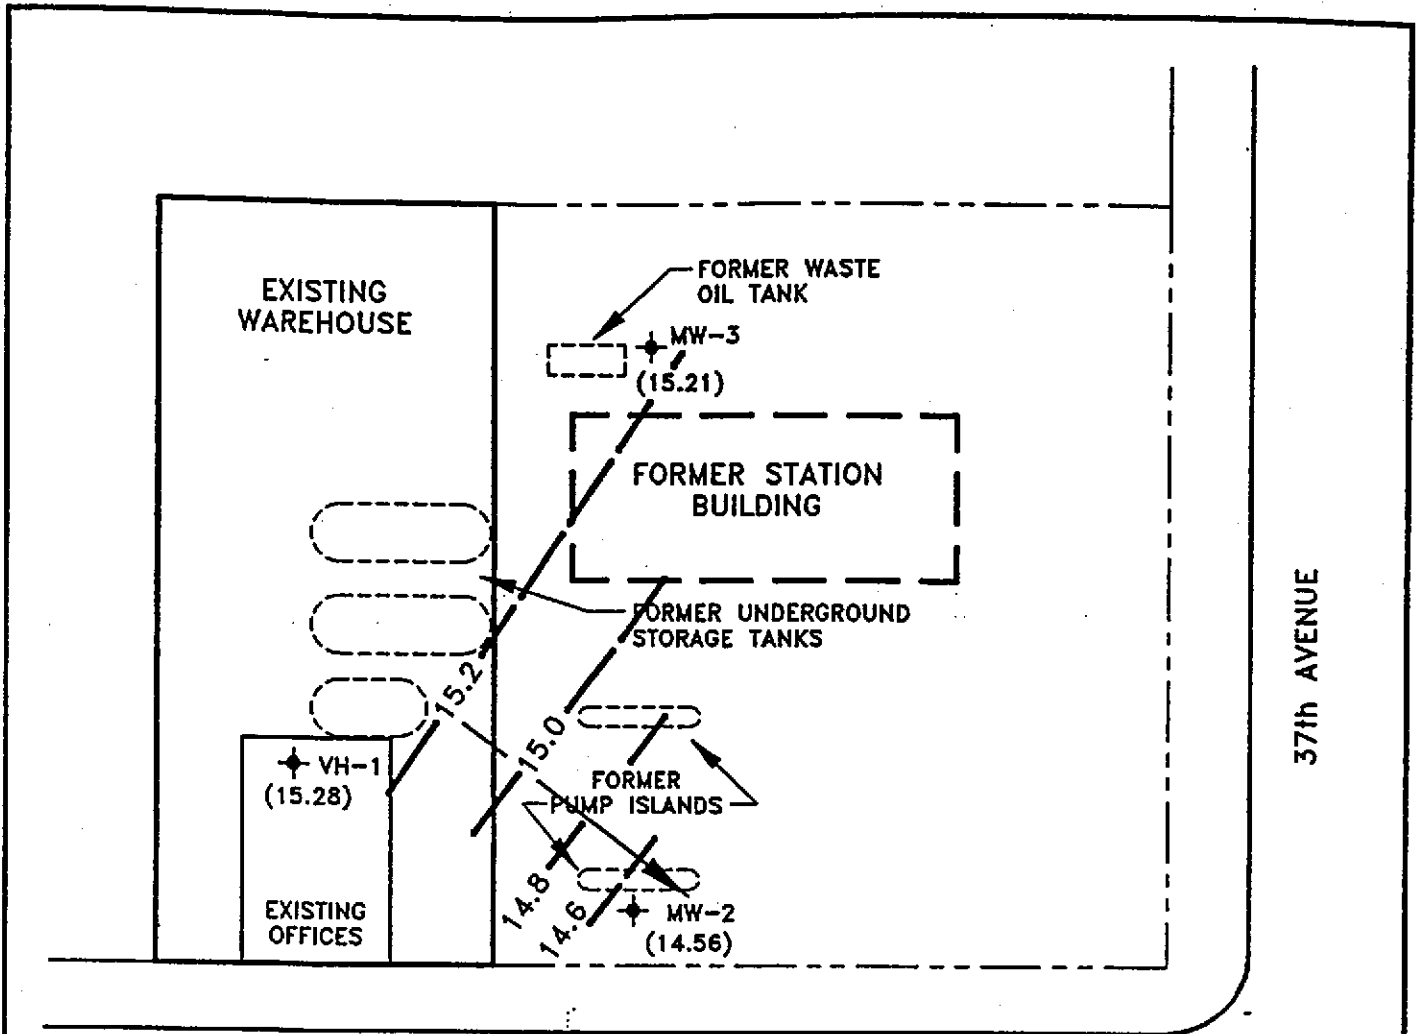 FORMER WASTE
OIL TANK
EXISTING
WAREHOUSE
MW-3
(15.21)
FORMER STATION
BUILDING
FORMER UNDERGROUND
STORAGE TANKS
37th AVENUE
15.2
15.0
VH-1
(15.28)
FORMER
PUMP ISLANDS
14.8
14.6
EXISTING
OFFICES
MW-2
(14.56)